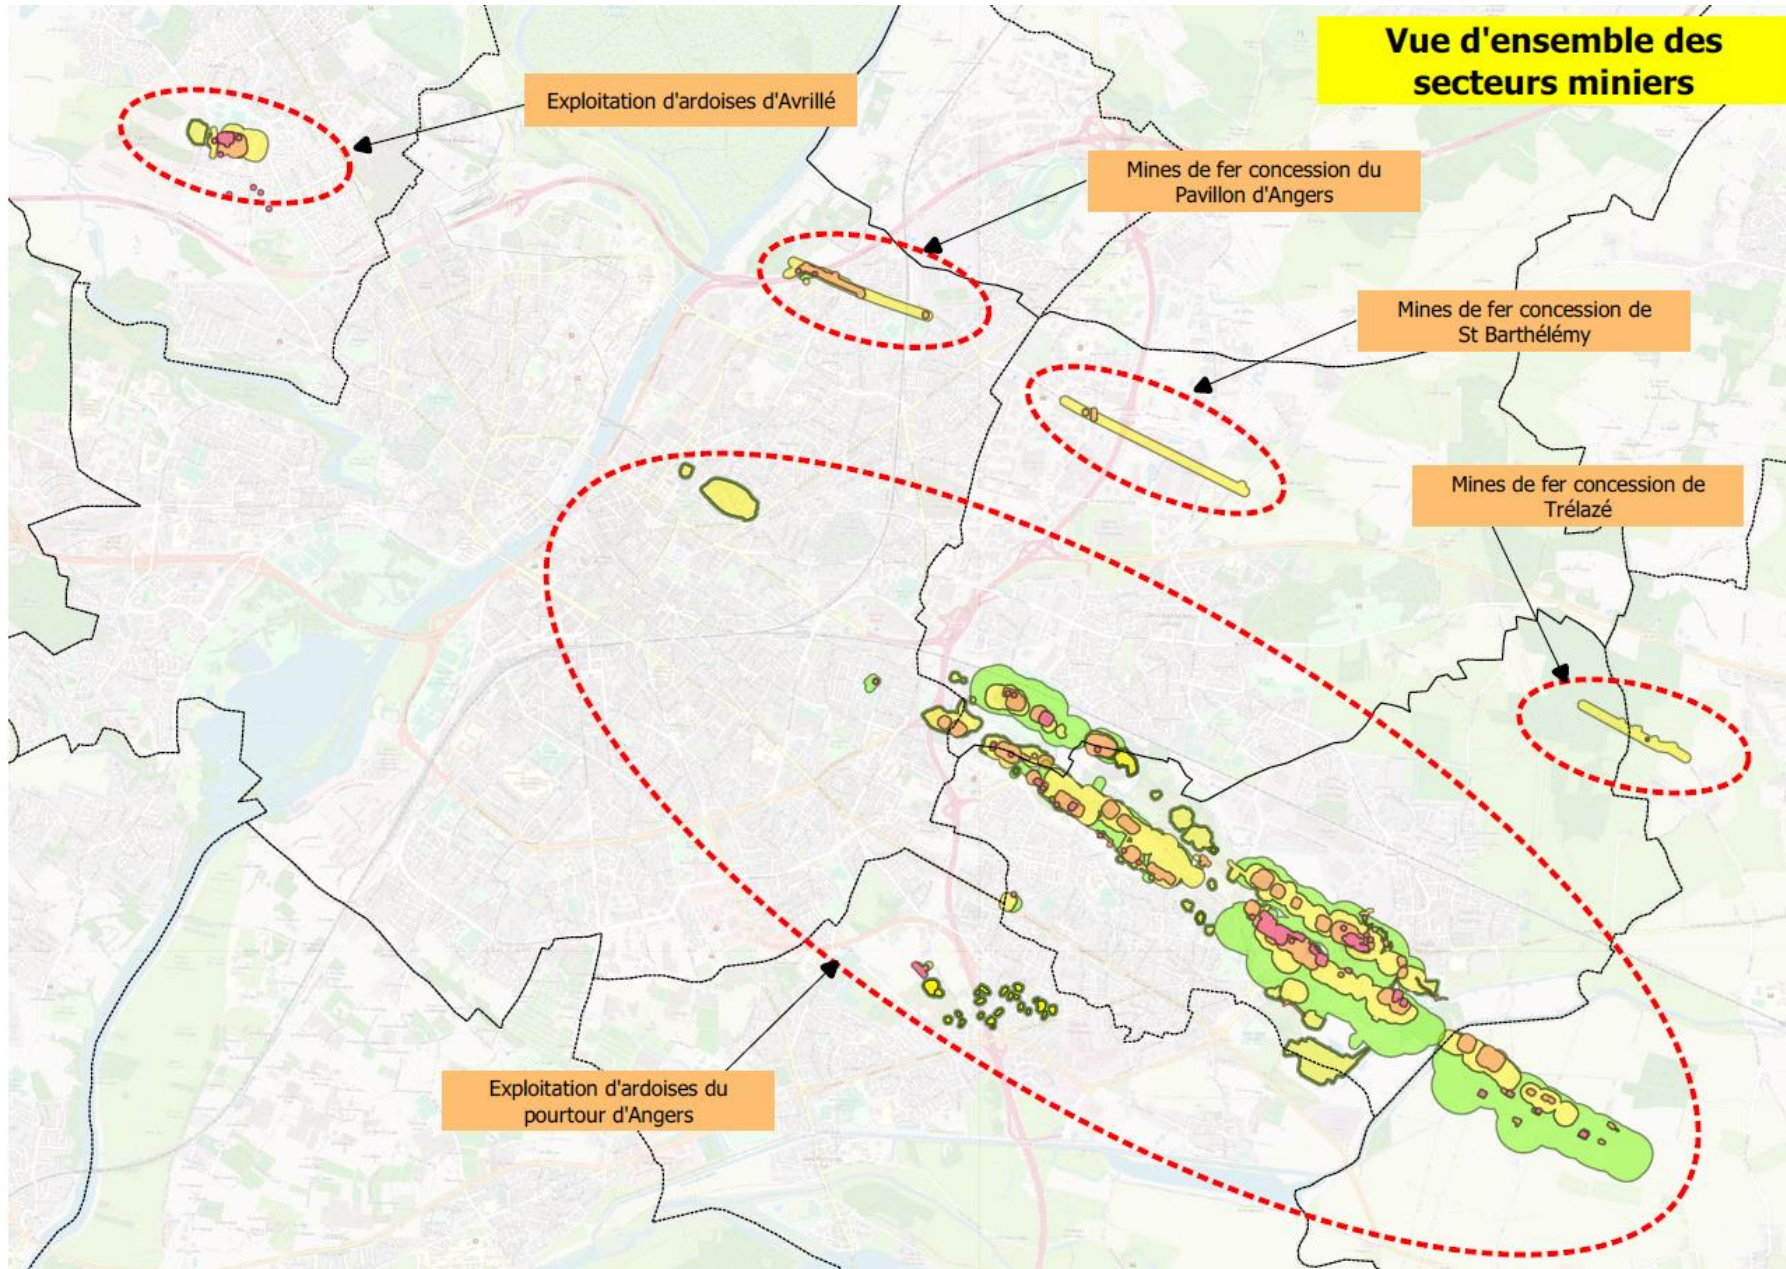 Vue d'ensemble des
secteurs miniers
Exploitation d'ardoises d'Avrillé
Mines de fer concession du
Pavillon d'Angers
Mines de fer concession de
St Barthélémy
Mines de fer concession de
Trélazé
Exploitation d'ardoises du
pourtour d'Angers